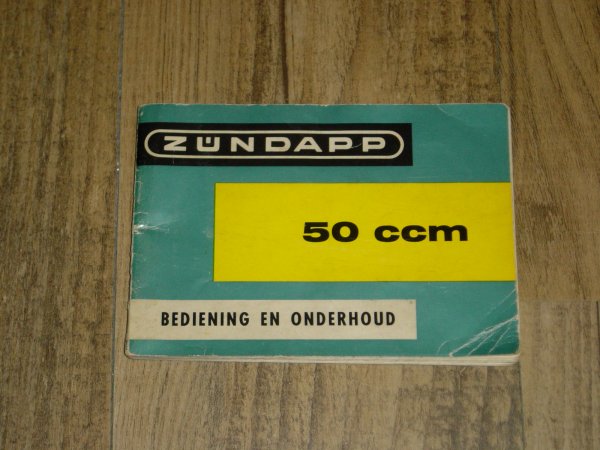 ZÜNDAPP
50 ccm
BEDIENING EN ONDERHOUD